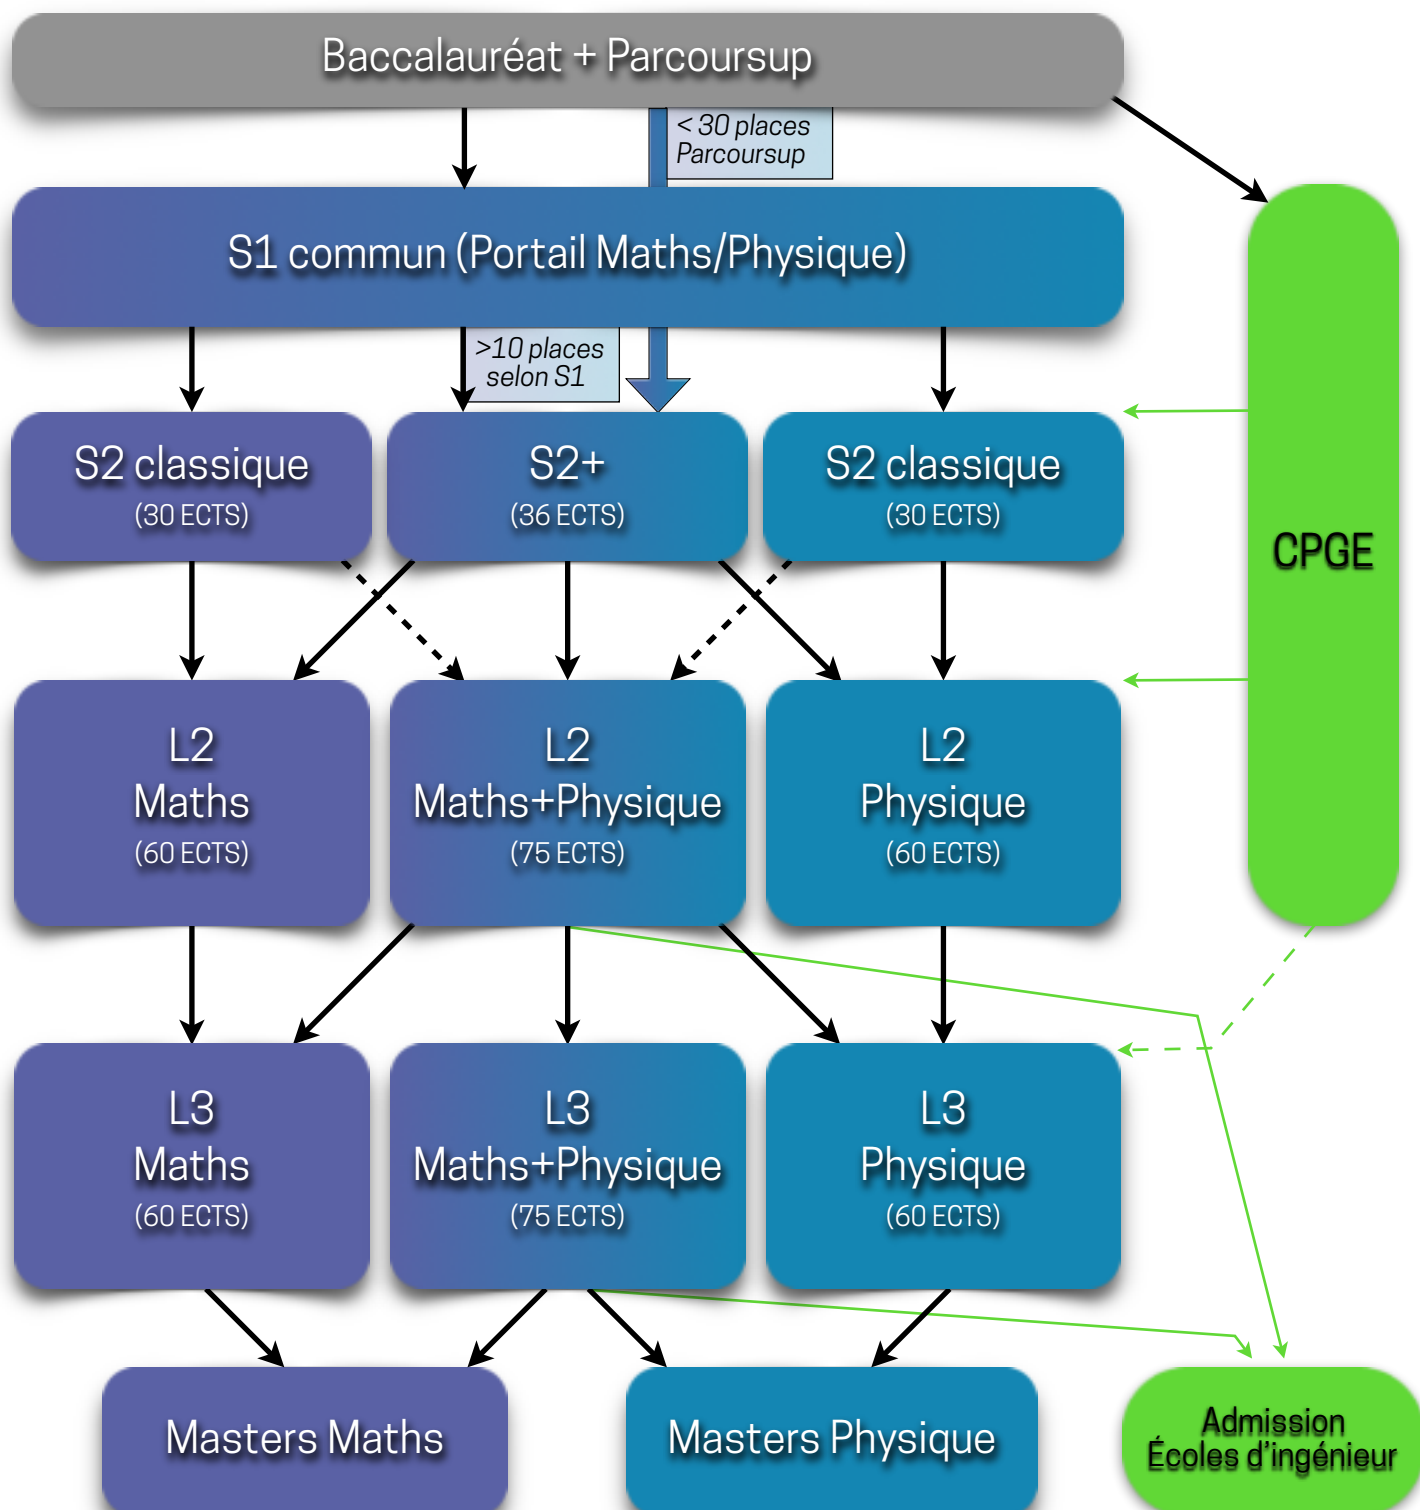 Baccalauréat + Parcoursup
< 30 places
Parcoursup
S1 commun (Portail Maths/Physique)
>10 places
selon S1
S2 classique
(30 ECTS)
S2+
(36 ECTS)
S2 classique
(30 ECTS)
CPGE
L2
Maths
(60 ECTS)
L2
Maths+Physique
(75 ECTS)
L2
Physique
(60 ECTS)
L3
Maths
(60 ECTS)
L3
Maths+Physique
(75 ECTS)
L3
Physique
(60 ECTS)
Masters Maths
Masters Physique
Admission
Écoles d'ingénieur